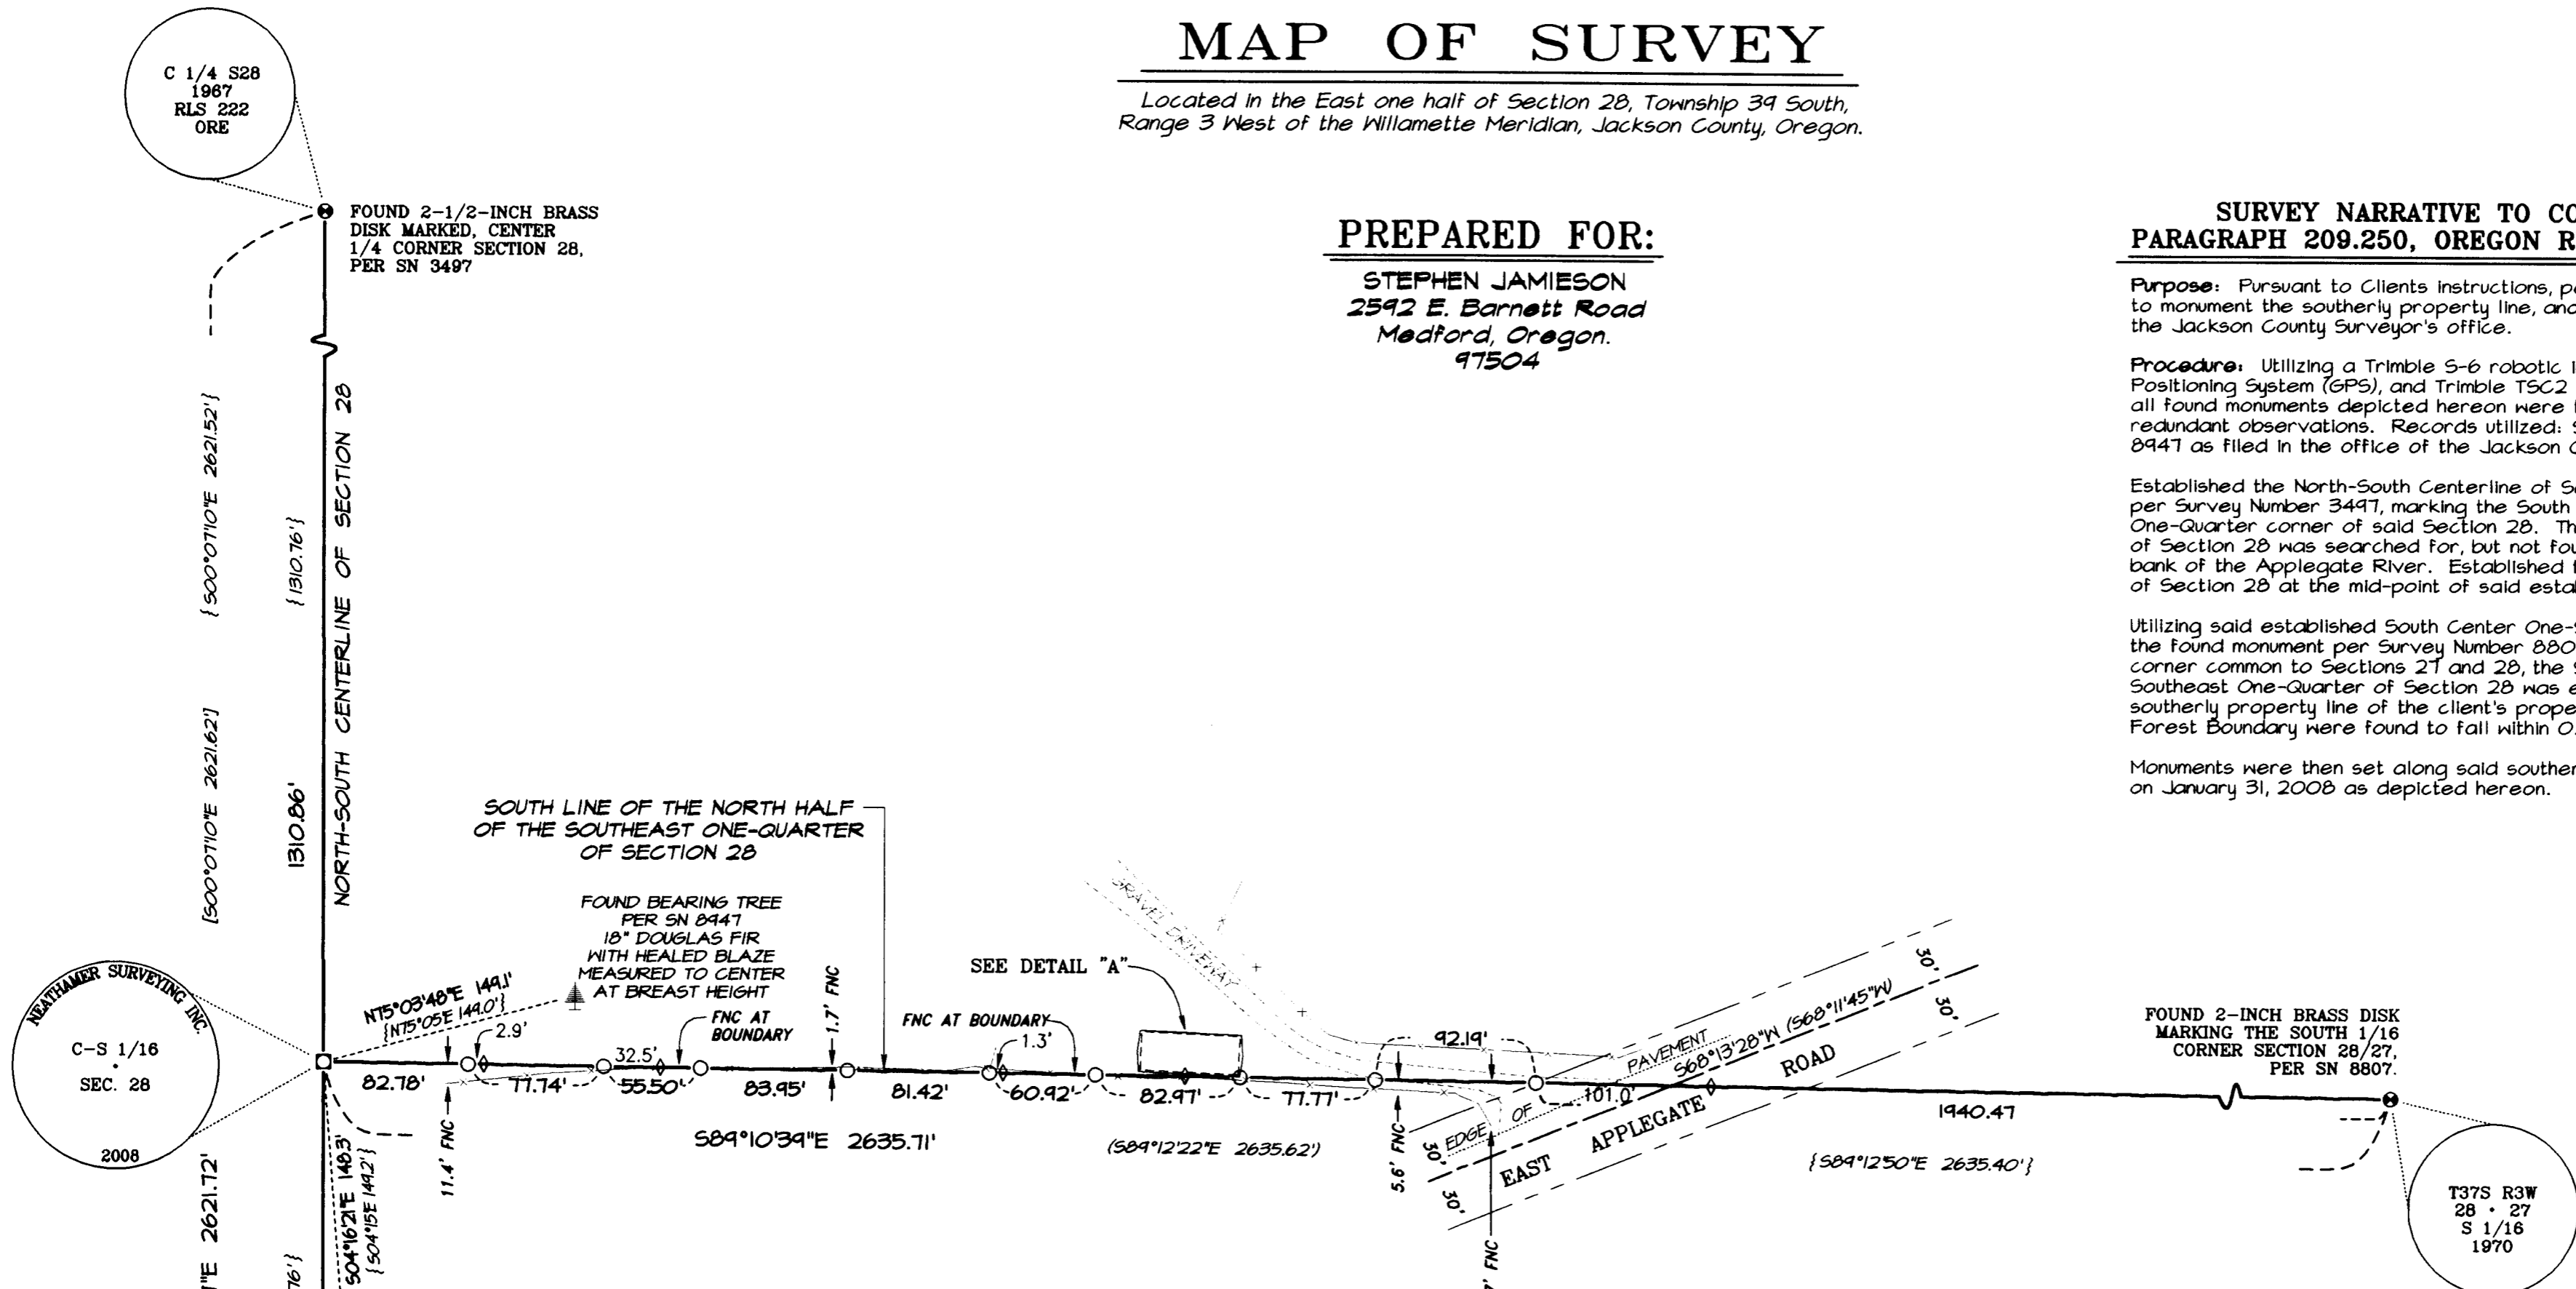 MAP OF SURVEY
Located in the East one half of Section 28, Township 39 South,
Range 3 West of the Willamette Meridian, Jackson County, Oregon.
PREPARED FOR:
STEPHEN JAMIESON
2592 E. Barnett Road
Medford, Oregon.
97504
C 1/4 S28
1967
RLS 222
ORE
FOUND 2-1/2-INCH BRASS
DISK MARKED, CENTER
1/4 CORNER SECTION 28,
PER SN 3497
{S00°07'10"E 2621.52'}
{1310.76'}
NORTH-SOUTH CENTERLINE OF SECTION 28
[S00°07'10"E 2621.62']
1310.86'
SURVEY NARRATIVE TO CO
PARAGRAPH 209.250, OREGON R
Purpose: Pursuant to Clients instructions, pe
to monument the southerly property line, and
the Jackson County Surveyor's office.
Procedure: Utilizing a Trimble S-6 robotic i
Positioning System (GPS), and Trimble TSC2
all found monuments depicted hereon were
redundant observations. Records utilized: S
8947 as filed in the office of the Jackson C
Established the North-South Centerline of Se
per Survey Number 3497, marking the South
One-Quarter corner of said Section 28. Th
of Section 28 was searched for, but not fou
bank of the Applegate River. Established t
of Section 28 at the mid-point of said estab
Utilizing said established South Center One-S
the found monument per Survey Number 880
corner common to Sections 27 and 28, the S
Southeast One-Quarter of Section 28 was e
southerly property line of the client's prope
Forest Boundary were found to fall within 0.
Monuments were then set along said souther
on January 31, 2008 as depicted hereon.
SOUTH LINE OF THE NORTH HALF
OF THE SOUTHEAST ONE-QUARTER
OF SECTION 28
FOUND BEARING TREE
PER SN 8947
18" DOUGLAS FIR
WITH HEALED BLAZE
MEASURED TO CENTER
AT BREAST HEIGHT
NEATHAMER SURVEYING INC.
C-S 1/16
SEC. 28
2008
N75°03'48"E 149.1'
{N75°05'E 149.0'}
2.9'
32.5'
FNC AT
BOUNDARY
1.7' FNC
FNC AT BOUNDARY
1.3'
SEE DETAIL "A"
GRAVEL DRIVEWAY
92.19'
EDGE OF PAVEMENT
S68°13'28"W (S68°11'45"W)
EAST APPLEGATE ROAD
30'
30'
30'
30'
101.0'
82.78'
77.74'
55.50'
83.95'
81.42'
60.92'
82.97'
77.77'
1940.47
11.4' FNC
S89°10'39"E 2635.71'
(S89°12'22"E 2635.62')
5.6' FNC
' FNC
{S89°12'50"E 2635.40'}
FOUND 2-INCH BRASS DISK
MARKING THE SOUTH 1/16
CORNER SECTION 28/27,
PER SN 8807.
T37S R3W
28 · 27
S 1/16
1970
S04°16'21"E 148.3'
{S04°15'E 149.2'}
1"E 2621.72'
76'}